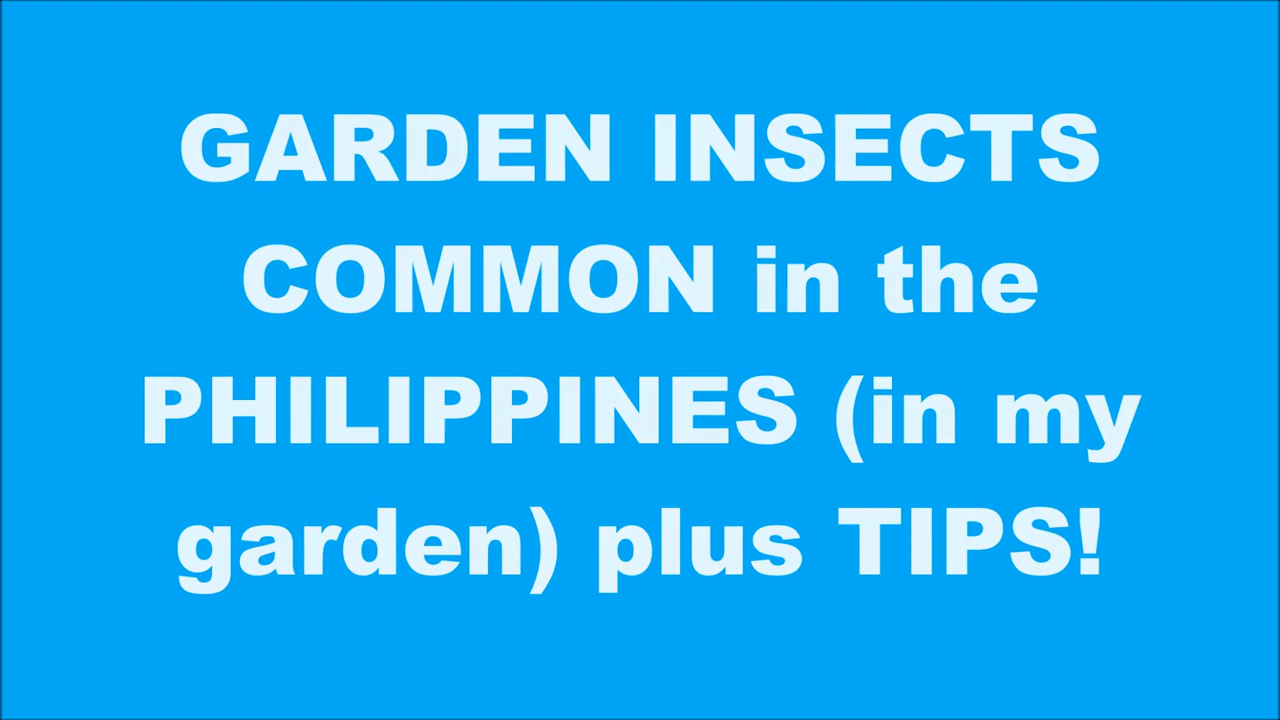 GARDEN INSECTS
COMMON in the
PHILIPPINES (in my
garden) plus TIPS!